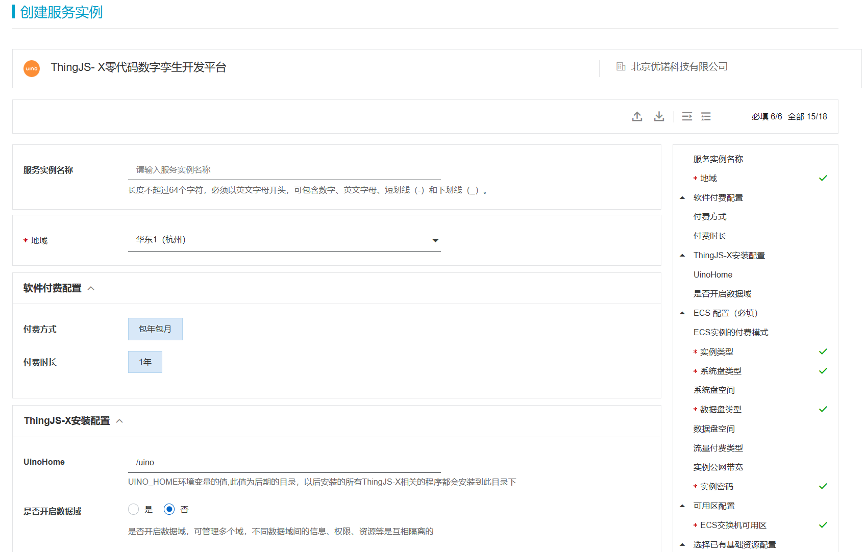 创建服务实例
uino
ThingJS- X零代码数字孪生开发平台
北京优诺科技有限公司
必填 6/6 全部 15/18
服务实例名称
请输入服务实例名称
长度不超过64个字符，必须以英文字母开头，可包含数字、英文字母、短划线（-）和下划线（_）。
* 地域
华东1（杭州）
软件付费配置
付费方式
包年包月
付费时长
1年
ThingJS-X安装配置
UinoHome
/uino
UINO_HOME环境变量的值,此值为后期的目录，以后安装的所有ThingJS-X相关的程序都会安装到此目录下
是否开启数据域
是
否
是否开启数据域，可管理多个域，不同数据域间的信息、权限、资源等是互相隔离的
服务实例名称
* 地域
软件付费配置
付费方式
付费时长
ThingJS-X安装配置
UinoHome
是否开启数据域
ECS 配置（必填）
ECS实例的付费模式
* 实例类型
* 系统盘类型
系统盘空间
* 数据盘类型
数据盘空间
流量付费类型
实例公网带宽
* 实例密码
可用区配置
* ECS交换机可用区
选择已有基础资源配置